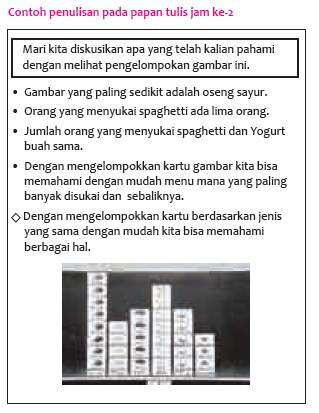 Contoh penulisan pada papan tulis jam ke-2
Mari kita diskusikan apa yang telah kalian pahami
dengan melihat pengelompokan gambar ini.
• Gambar yang paling sedikit adalah oseng sayur.
• Orang yang menyukai spaghetti ada lima orang.
• Jumlah orang yang menyukai spaghetti dan Yogurt
buah sama.
• Dengan mengelompokkan kartu gambar kita bisa
memahami dengan mudah menu mana yang paling
banyak disukai dan sebaliknya.
◇ Dengan mengelompokkan kartu berdasarkan jenis
yang sama dengan mudah kita bisa memahami
berbagai hal.